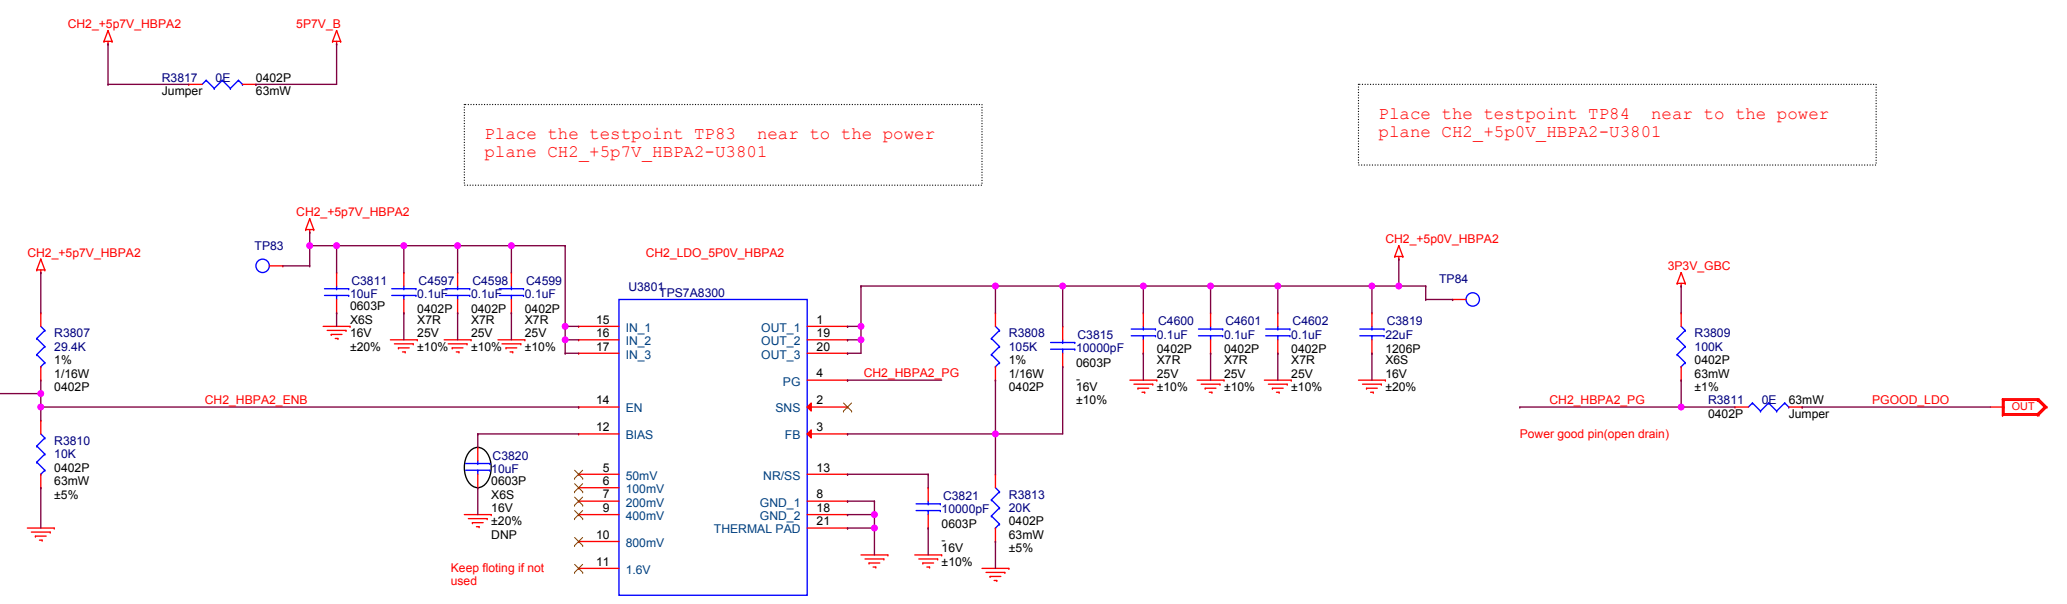 CH2_+5p7V_HBPA2
5P7V_B
R3817
0E
0402P
Jumper
63mW
Place the testpoint TP83  near to the power
plane CH2_+5p7V_HBPA2-U3801
Place the testpoint TP84  near to the power
plane CH2_+5p0V_HBPA2-U3801
CH2_+5p7V_HBPA2
R3807
29.4K
1%
1/16W
0402P
CH2_HBPA2_ENB
R3810
10K
0402P
63mW
±5%
TP83
CH2_+5p7V_HBPA2
C3811
10uF
0603P
X6S
16V
±20%
C4597
0.1uF
0402P
X7R
25V
±10%
C4598
0.1uF
0402P
X7R
25V
±10%
C4599
0.1uF
0402P
X7R
25V
±10%
C3820
10uF
0603P
X6S
16V
±20%
DNP
Keep floting if not
used
CH2_LDO_5P0V_HBPA2
U3801
TPS7A8300
15
IN_1
16
IN_2
17
IN_3
14
EN
12
BIAS
5
50mV
6
100mV
7
200mV
9
400mV
10
800mV
11
1.6V
OUT_1
1
OUT_2
19
OUT_3
20
PG
4
SNS
2
FB
3
NR/SS
13
GND_1
8
GND_2
18
THERMAL PAD
21
CH2_HBPA2_PG
R3808
105K
1%
1/16W
0402P
C3815
10000pF
0603P
-
16V
±10%
C3821
10000pF
0603P
-
16V
±10%
R3813
20K
0402P
63mW
±5%
C4600
0.1uF
0402P
X7R
25V
±10%
C4601
0.1uF
0402P
X7R
25V
±10%
C4602
0.1uF
0402P
X7R
25V
±10%
C3819
22uF
1206P
X6S
16V
±20%
CH2_+5p0V_HBPA2
TP84
3P3V_GBC
R3809
100K
0402P
63mW
±1%
CH2_HBPA2_PG
R3811
0E
63mW
0402P
Jumper
PGOOD_LDO
OUT
Power good pin(open drain)